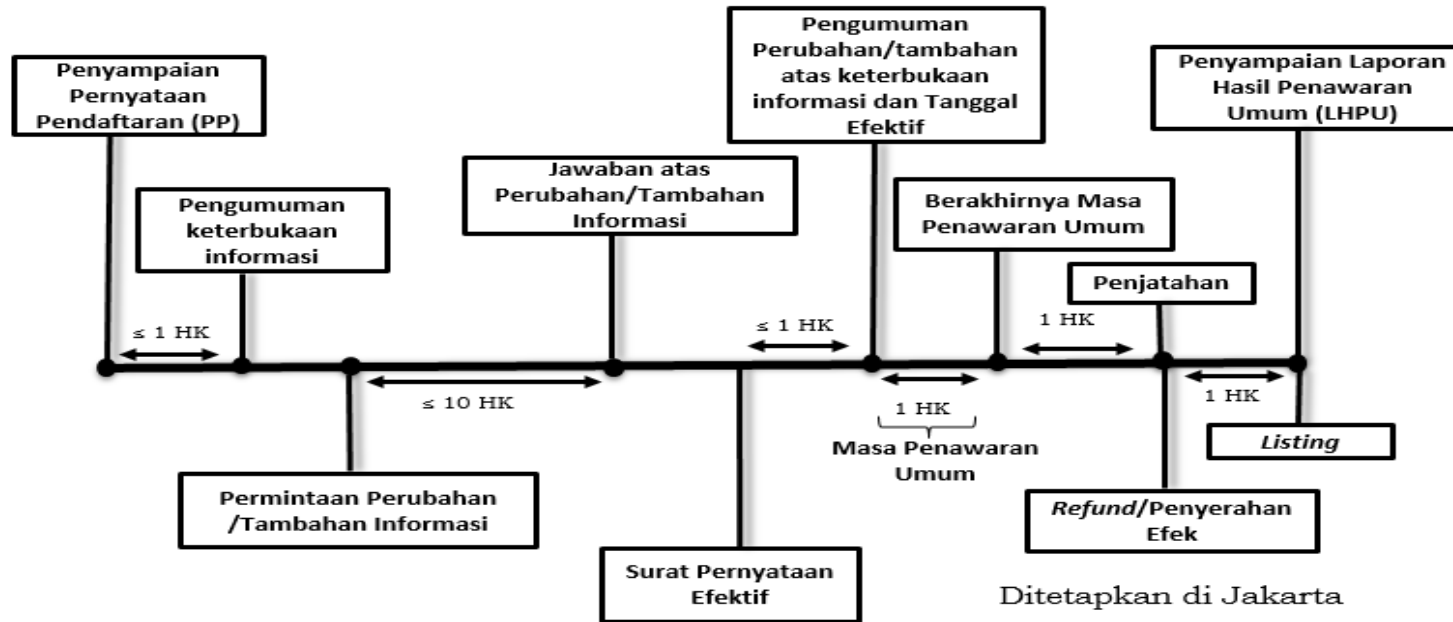 Penyampaian
Pernyataan
Pendaftaran (PP)
Pengumuman
keterbukaan
informasi
Jawaban atas
Perubahan/Tambahan
Informasi
Pengumuman
Perubahan/tambahan
atas keterbukaan
informasi dan Tanggal
Efektif
Berakhirnya Masa
Penawaran Umum
Penjatahan
Penyampaian Laporan
Hasil Penawaran
Umum (LHPU)
≤ 1 HK
≤ 1 HK
1 HK
≤ 10 HK
1 HK
1 HK
Masa Penawaran
Umum
Listing
Permintaan Perubahan
/Tambahan Informasi
Refund/Penyerahan
Efek
Surat Pernyataan
Efektif
Ditetapkan di Jakarta